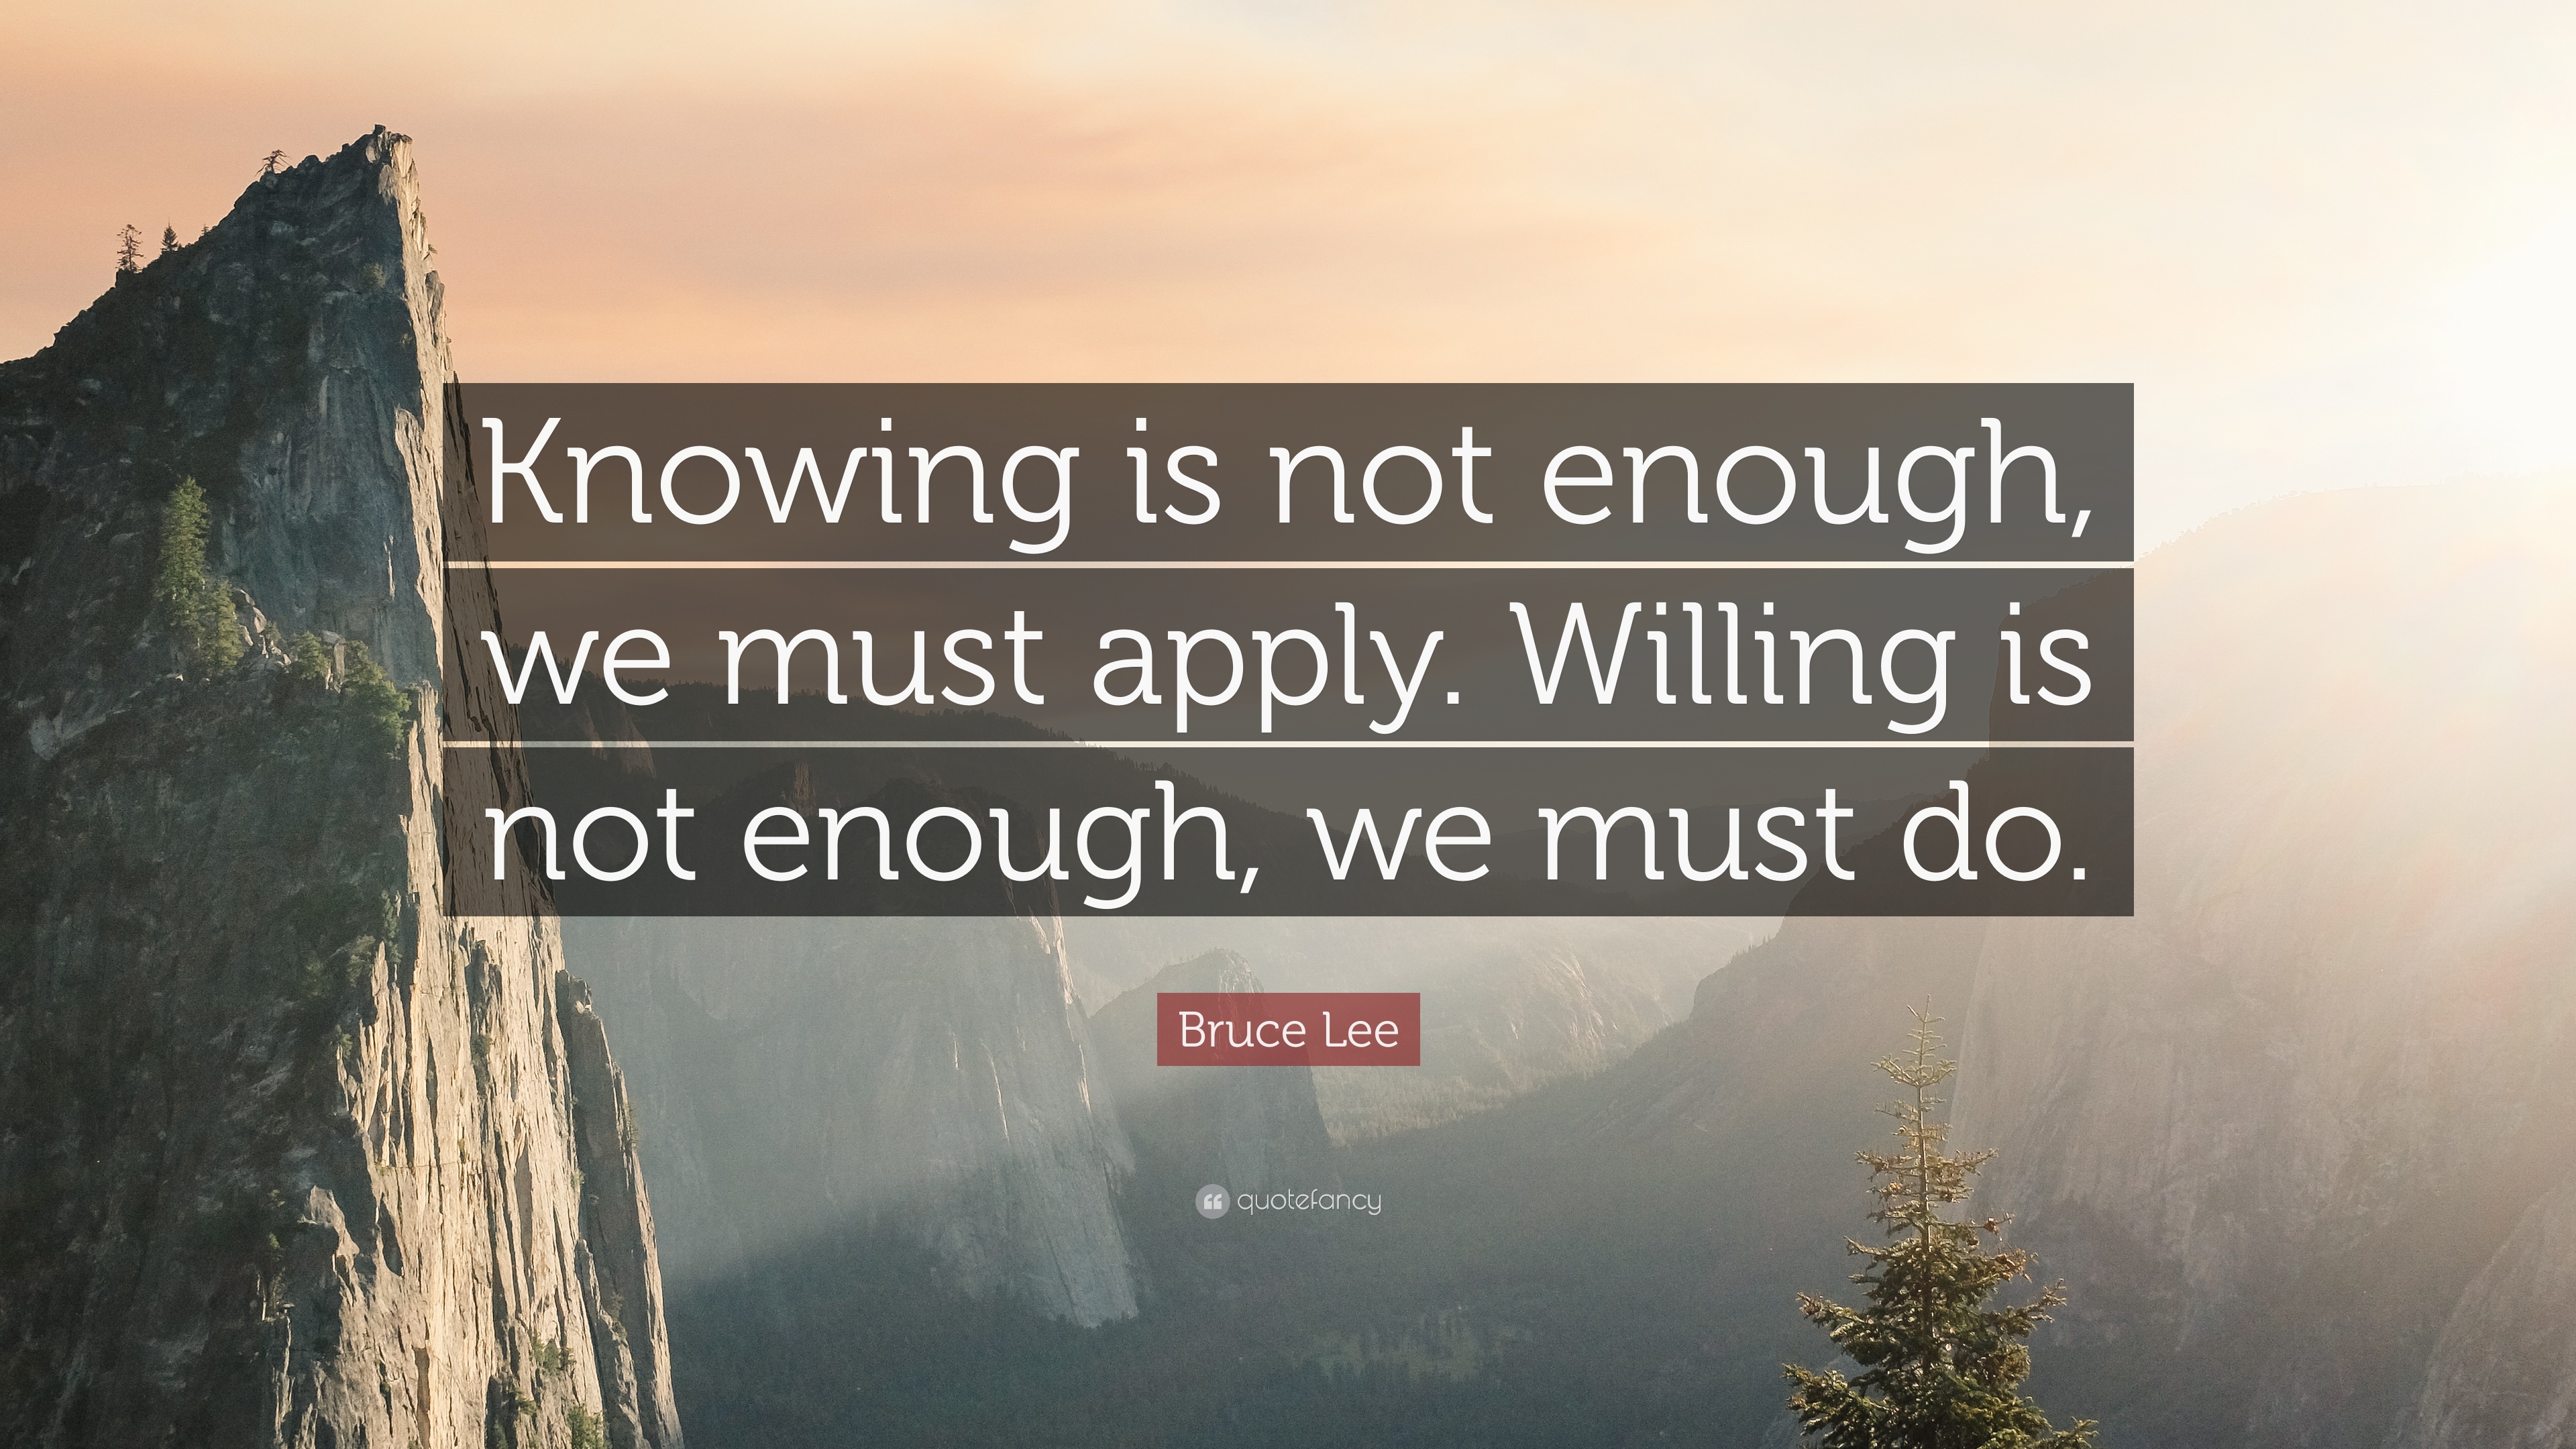 Knowing is not enough,
we must apply. Willing is
not enough, we must do.
Bruce Lee
quotefancy